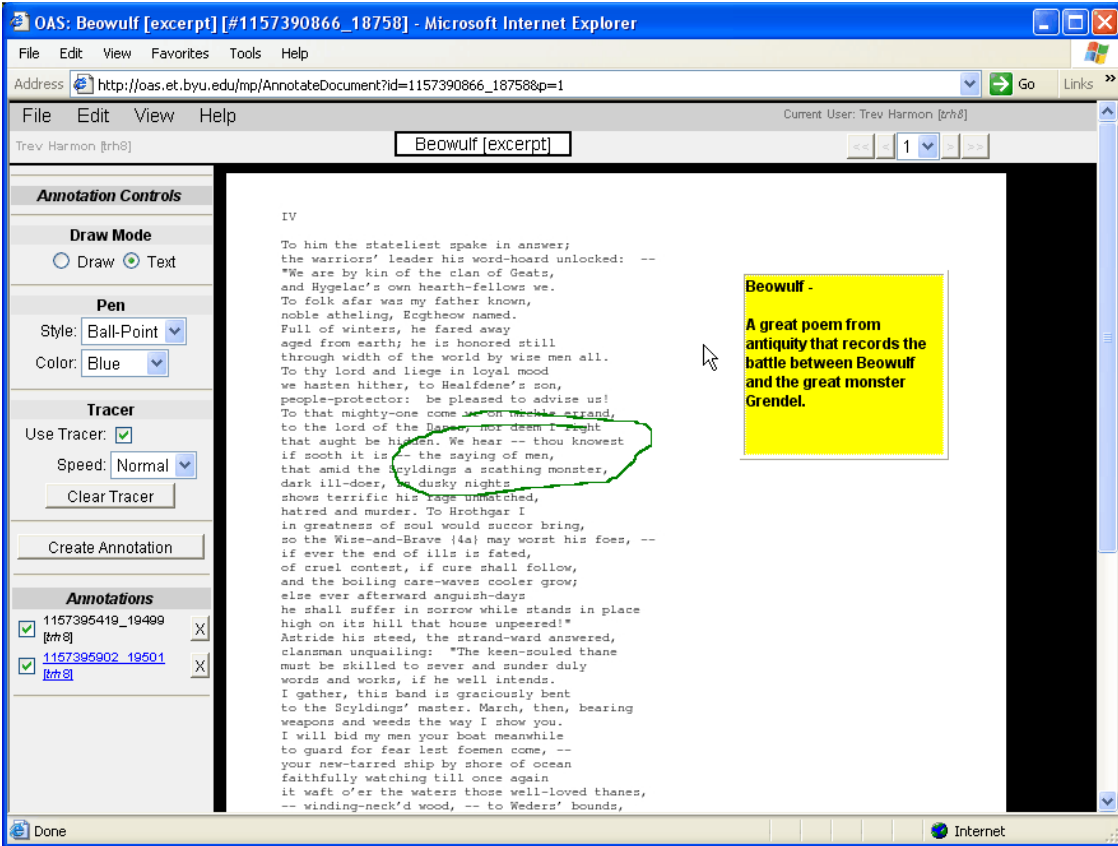 OAS: Beowulf [excerpt] [#1157390866_18758] - Microsoft Internet Explorer
File Edit View Favorites Tools Help
Address http://oas.et.byu.edu/mp/AnnotateDocument?id=1157390866_18758&p=1 Go Links »
File Edit View Help Current User: Trev Harmon [trh8]
Trev Harmon [trh8] Beowulf [excerpt] << < 1 > >>
Annotation Controls
Draw Mode
Draw Text
Pen
Style: Ball-Point
Color: Blue
Tracer
Use Tracer:
Speed: Normal
Clear Tracer
Create Annotation
Annotations
1157395419_19499
[trh8] X
1157395902_19501
[trh8] X
IV
To him the stateliest spake in answer;
the warriors' leader his word-hoard unlocked: --
"We are by kin of the clan of Geats,
and Hygelac's own hearth-fellows we.
To folk afar was my father known,
noble atheling, Ecgtheow named.
Full of winters, he fared away
aged from earth; he is honored still
through width of the world by wise men all.
To thy lord and liege in loyal mood
we hasten hither, to Healfdene's son,
people-protector: be pleased to advise us!
To that mighty-one come we on mickle errand,
to the lord of the Danes, nor deem I right
that aught be hidden. We hear -- thou knowest
if sooth it is -- the saying of men,
that amid the Scyldings a scathing monster,
dark ill-doer, in dusky nights
shows terrific his rage unmatched,
hatred and murder. To Hrothgar I
in greatness of soul would succor bring,
so the Wise-and-Brave {4a} may worst his foes, --
if ever the end of ills is fated,
of cruel contest, if cure shall follow,
and the boiling care-waves cooler grow;
else ever afterward anguish-days
he shall suffer in sorrow while stands in place
high on its hill that house unpeered!"
Astride his steed, the strand-ward answered,
clansman unquailing: "The keen-souled thane
must be skilled to sever and sunder duly
words and works, if he well intends.
I gather, this band is graciously bent
to the Scyldings' master. March, then, bearing
weapons and weeds the way I show you.
I will bid my men your boat meanwhile
to guard for fear lest foemen come, --
your new-tarred ship by shore of ocean
faithfully watching till once again
it waft o'er the waters those well-loved thanes,
-- winding-neck'd wood, -- to Weders' bounds,
Beowulf -
A great poem from
antiquity that records the
battle between Beowulf
and the great monster
Grendel.
Done Internet